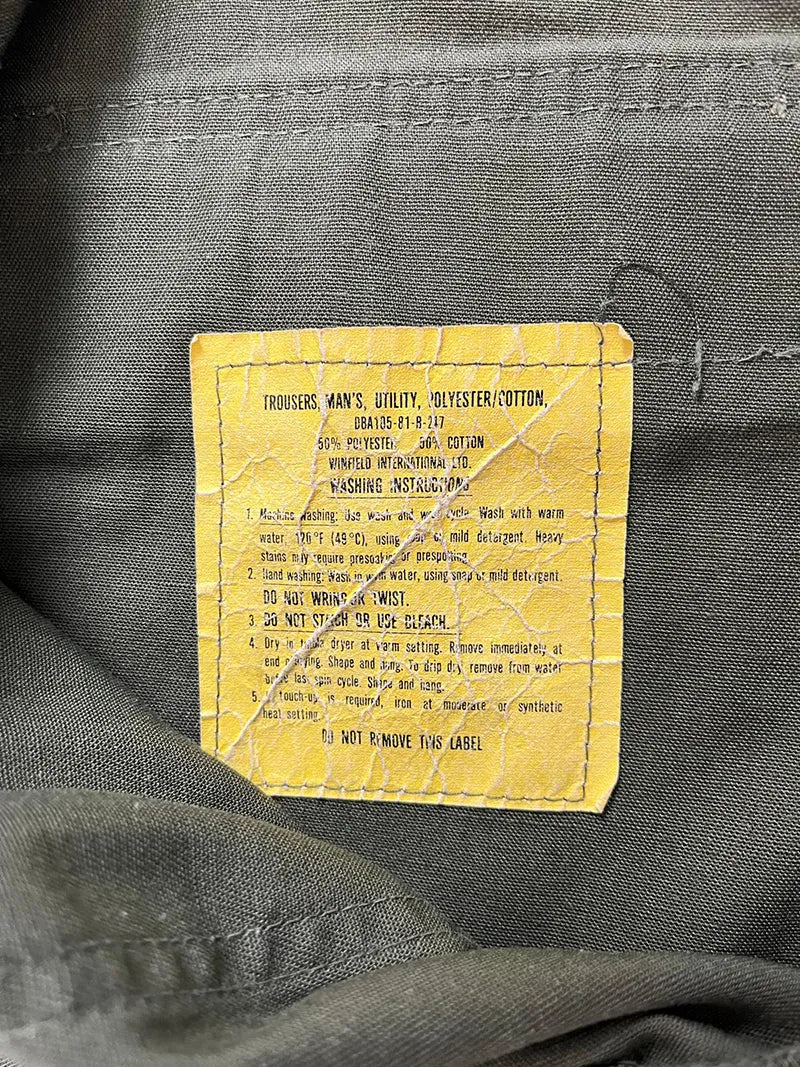 TROUSERS, MAN'S, UTILITY, POLYESTER/COTTON,
DBA105-81-B-247
50% POLYESTER 50% COTTON
WINFIELD INTERNATIONAL LTD.
WASHING INSTRUCTIONS
1. Machine Washing: Use wash and wear cycle. Wash with warm
water, 120°F (49°C), using soap or mild detergent. Heavy
stains may require presoaking or prespotting.
2. Hand washing: Wash in warm water, using soap or mild detergent.
DO NOT WRING OR TWIST.
3. DO NOT STARCH OR USE BLEACH.
4. Dry in tumble dryer at warm setting. Remove immediately at
end drying. Shape and hang. To drip dry remove from water
before last spin cycle. Shape and hang.
5. If touch-up is required, iron at moderate or synthetic
heat setting.
DO NOT REMOVE THIS LABEL